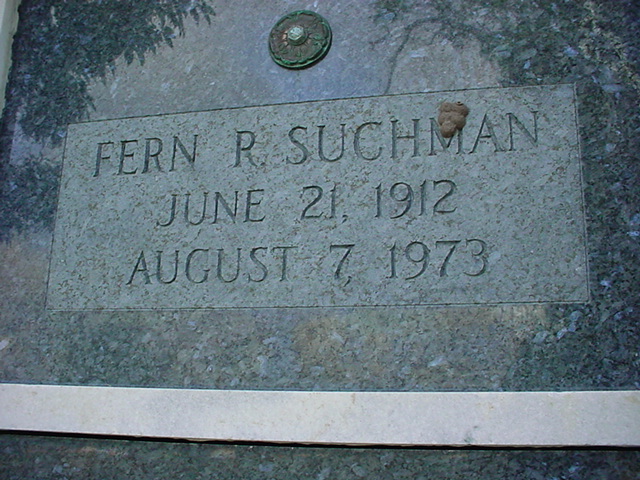 FERN R. SUCHMAN
JUNE 21, 1912
AUGUST 7, 1973